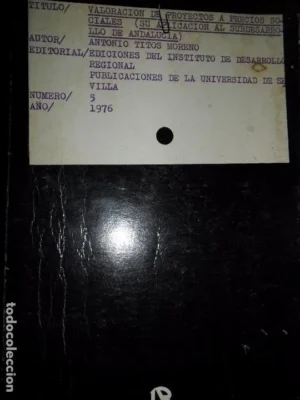 TITULO/ VALORACION DE PROYECTOS A PRECIOS SO-
CIALES (SU APLICACION AL SUBDESARRO-
LLO DE ANDALUCIA)
AUTOR/ ANTONIO TITOS MORENO
EDITORIAL/ EDICIONES DEL INSTITUTO DE DESARROLLO
REGIONAL
PUBLICACIONES DE LA UNIVERSIDAD DE SE
VILLA
NUMERO/ 5
AÑO/ 1976
todocoleccion